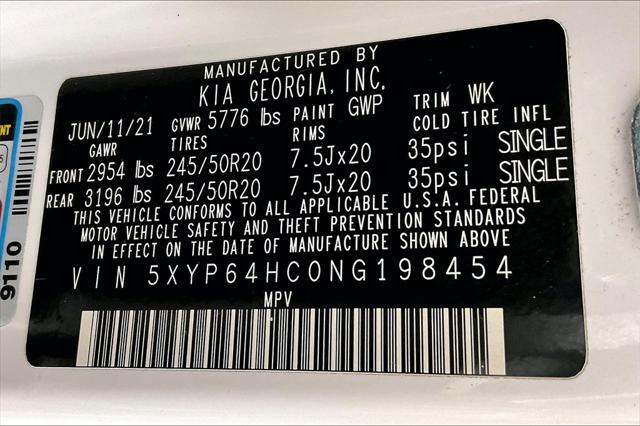 MANUFACTURED BY
KIA GEORGIA, INC.
JUN/11/21 GVWR 5776 lbs PAINT GWP TRIM WK
GAWR TIRES RIMS COLD TIRE INFL
FRONT 2954 lbs 245/50R20 7.5Jx20 35psi SINGLE
REAR 3196 lbs 245/50R20 7.5Jx20 35psi SINGLE
THIS VEHICLE CONFORMS TO ALL APPLICABLE U.S.A. FEDERAL
MOTOR VEHICLE SAFETY AND THEFT PREVENTION STANDARDS
IN EFFECT ON THE DATE OF MANUFACTURE SHOWN ABOVE
VIN 5XYP64HC0NG198454
MPV
9110